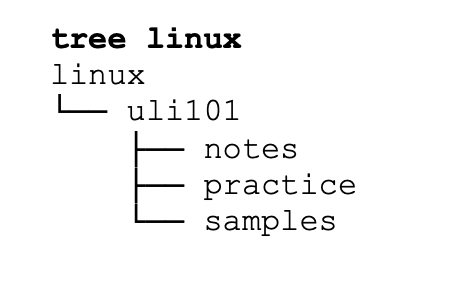 tree linux
linux
└── uli101
    ├── notes
    ├── practice
    └── samples